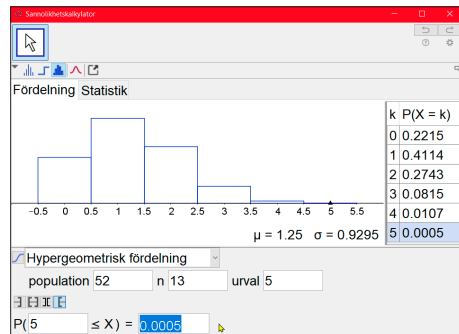 Sannolikhetskalkylator
Fördelning Statistik
k P(X = k)
0 0.2215
1 0.4114
2 0.2743
3 0.0815
4 0.0107
5 0.0005
-0.5 0 0.5 1 1.5 2 2.5 3 3.5 4 4.5 5 5.5
μ = 1.25 σ = 0.9295
Hypergeometrisk fördelning
population 52 n 13 urval 5
P( 5 ≤ X ) = 0.0005